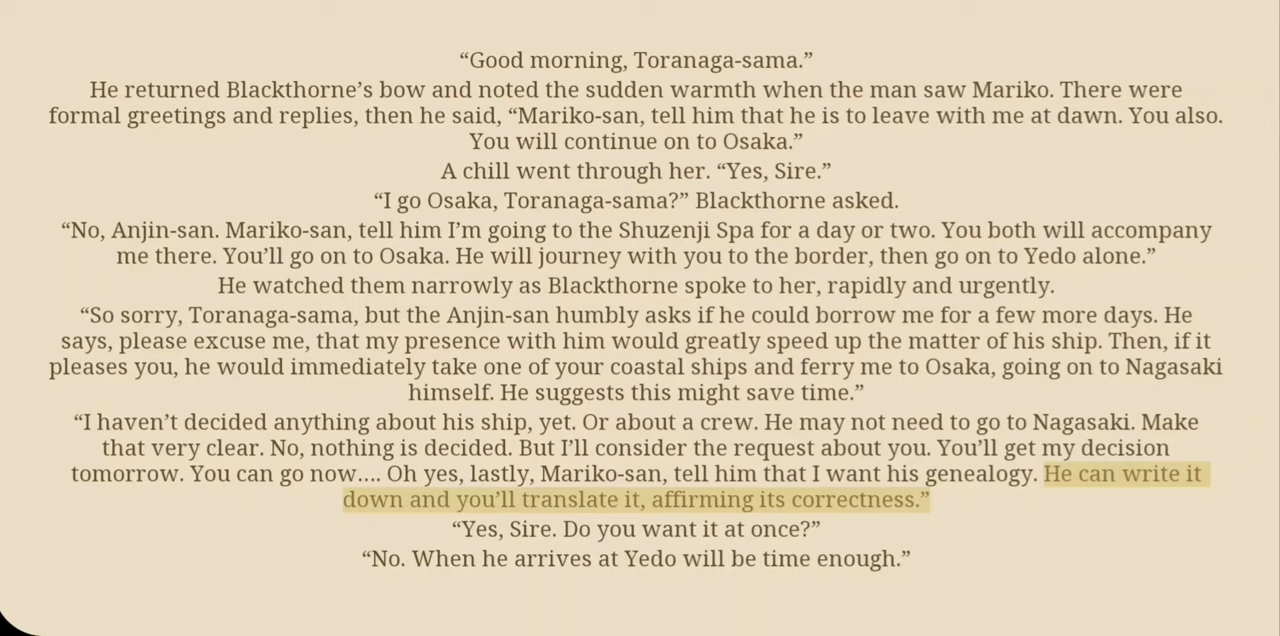 “Good morning, Toranaga-sama.”
He returned Blackthorne’s bow and noted the sudden warmth when the man saw Mariko. There were
formal greetings and replies, then he said, “Mariko-san, tell him that he is to leave with me at dawn. You also.
You will continue on to Osaka.”
A chill went through her. “Yes, Sire.”
“I go Osaka, Toranaga-sama?” Blackthorne asked.
“No, Anjin-san. Mariko-san, tell him I’m going to the Shuzenji Spa for a day or two. You both will accompany
me there. You’ll go on to Osaka. He will journey with you to the border, then go on to Yedo alone.”
He watched them narrowly as Blackthorne spoke to her, rapidly and urgently.
“So sorry, Toranaga-sama, but the Anjin-san humbly asks if he could borrow me for a few more days. He
says, please excuse me, that my presence with him would greatly speed up the matter of his ship. Then, if it
pleases you, he would immediately take one of your coastal ships and ferry me to Osaka, going on to Nagasaki
himself. He suggests this might save time.”
“I haven’t decided anything about his ship, yet. Or about a crew. He may not need to go to Nagasaki. Make
that very clear. No, nothing is decided. But I’ll consider the request about you. You’ll get my decision
tomorrow. You can go now.... Oh yes, lastly, Mariko-san, tell him that I want his genealogy. He can write it
down and you’ll translate it, affirming its correctness.”
“Yes, Sire. Do you want it at once?”
“No. When he arrives at Yedo will be time enough.”